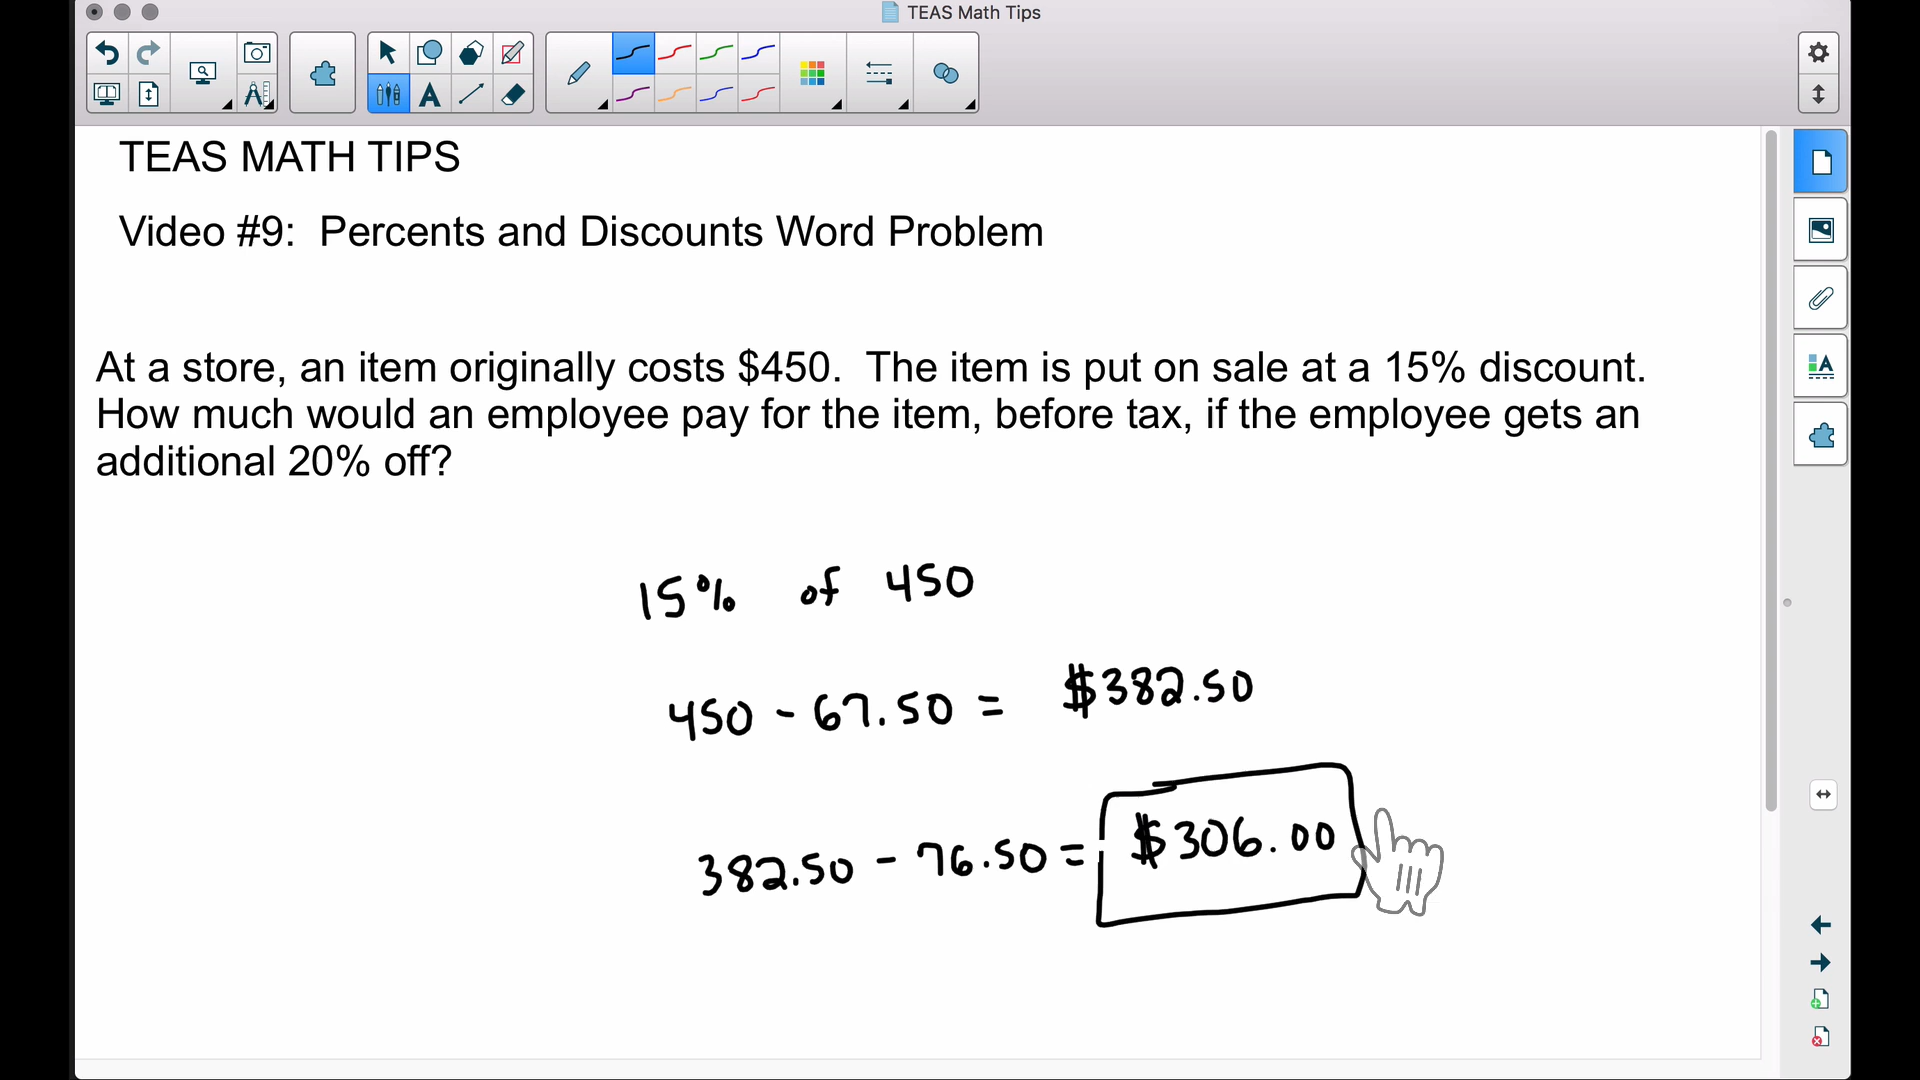 TEAS Math Tips
TEAS MATH TIPS
Video #9: Percents and Discounts Word Problem
At a store, an item originally costs $450. The item is put on sale at a 15% discount.
How much would an employee pay for the item, before tax, if the employee gets an
additional 20% off?
15% of 450
450 - 67.50 = $382.50
382.50 - 76.50 = $306.00